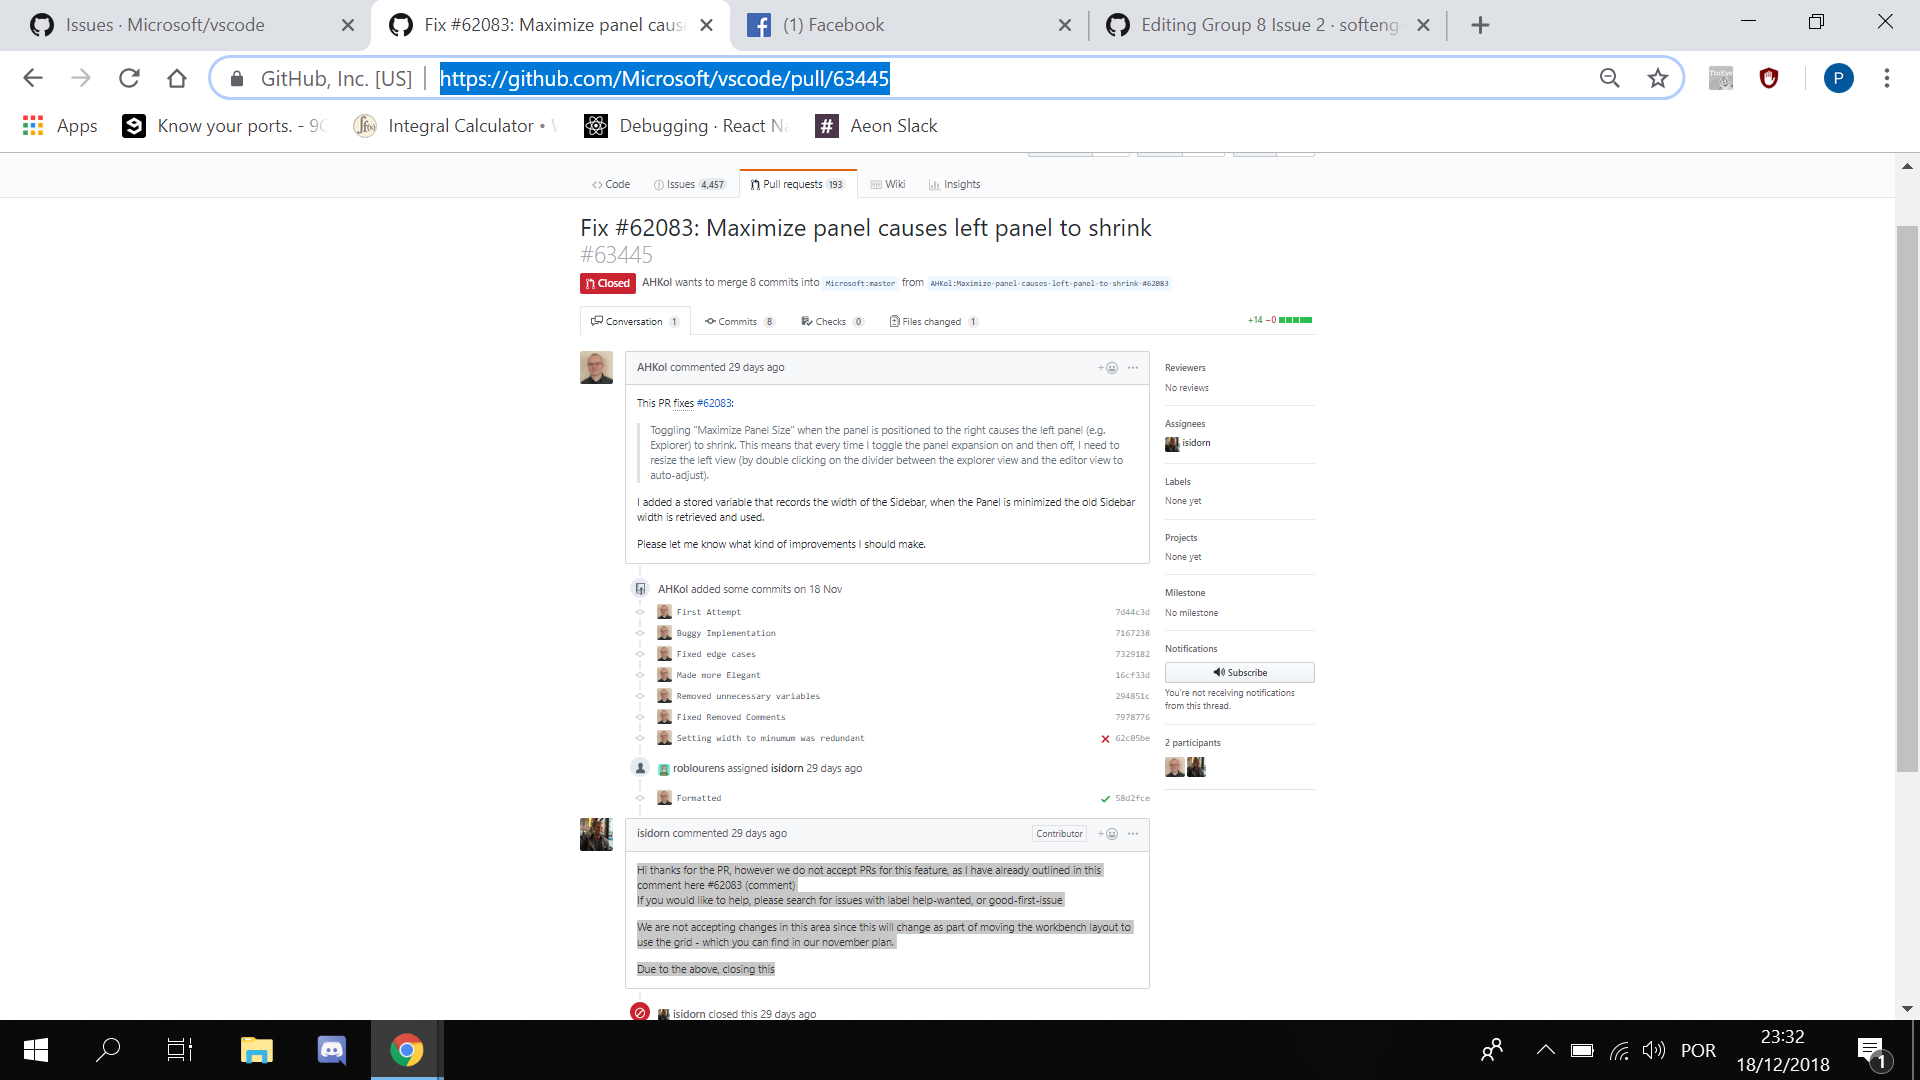 Issues · Microsoft/vscode
Fix #62083: Maximize panel caus
(1) Facebook
Editing Group 8 Issue 2 · softeng
GitHub, Inc. [US]
https://github.com/Microsoft/vscode/pull/63445
P
Apps
Know your ports. - 9
Integral Calculator •
Debugging · React N
Aeon Slack
Code
Issues 4,457
Pull requests 193
Wiki
Insights
Fix #62083: Maximize panel causes left panel to shrink
#63445
Closed
AHKol wants to merge 8 commits into Microsoft:master from AHKol:Maximize-panel-causes-left-panel-to-shrink-#62083
Conversation 1
Commits 8
Checks 0
Files changed 1
+14 −0
AHKol commented 29 days ago
This PR fixes #62083:
Toggling "Maximize Panel Size" when the panel is positioned to the right causes the left panel (e.g.
Explorer) to shrink. This means that every time I toggle the panel expansion on and then off, I need to
resize the left view (by double clicking on the divider between the explorer view and the editor view to
auto-adjust).
I added a stored variable that records the width of the Sidebar, when the Panel is minimized the old Sidebar
width is retrieved and used.
Please let me know what kind of improvements I should make.
AHKol added some commits on 18 Nov
First Attempt 7d44c3d
Buggy Implementation 7167238
Fixed edge cases 7329182
Made more Elegant 16cf33d
Removed unnecessary variables 294851c
Fixed Removed Comments 7978776
Setting width to minumum was redundant 62c05be
roblourens assigned isidorn 29 days ago
Formatted 58d2fce
isidorn commented 29 days ago
Contributor
Hi thanks for the PR, however we do not accept PRs for this feature, as I have already outlined in this
comment here #62083 (comment)
If you would like to help, please search for issues with label help-wanted, or good-first-issue
We are not accepting changes in this area since this will change as part of moving the workbench layout to
use the grid - which you can find in our november plan.
Due to the above, closing this
isidorn closed this 29 days ago
Reviewers
No reviews
Assignees
isidorn
Labels
None yet
Projects
None yet
Milestone
No milestone
Notifications
Subscribe
You're not receiving notifications
from this thread.
2 participants
POR
23:32
18/12/2018
1